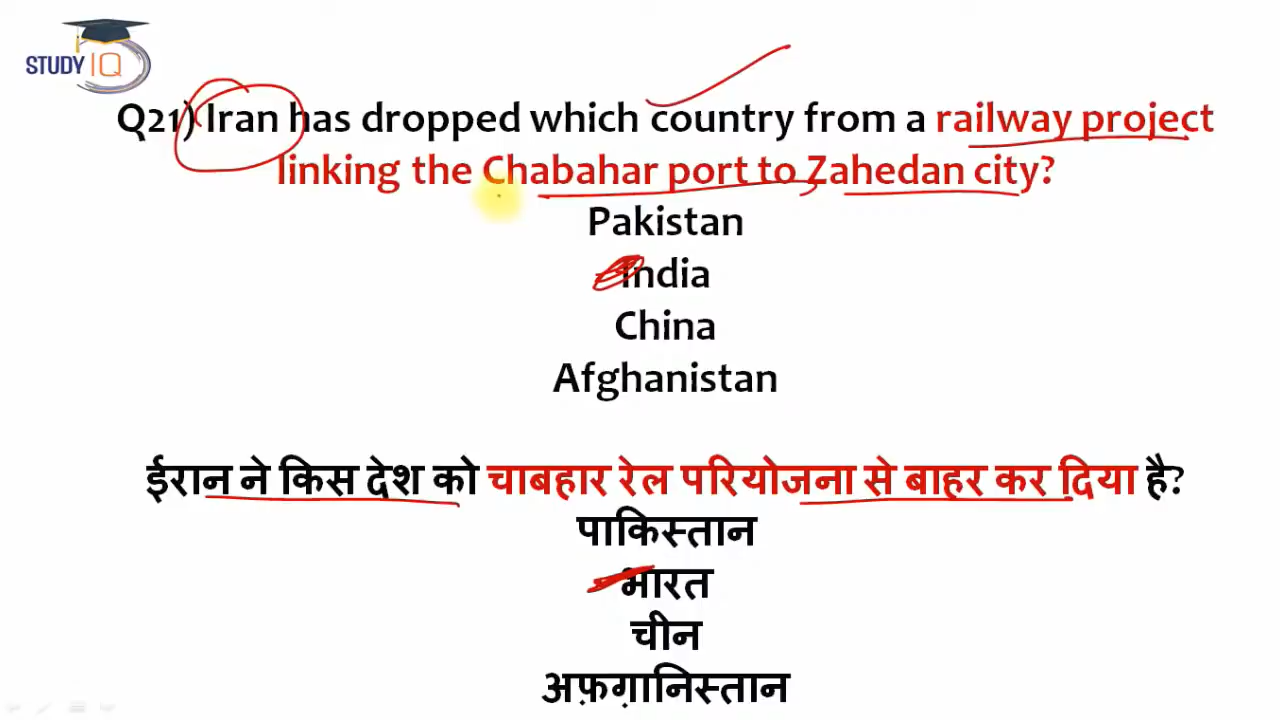 STUDY IQ
Q21) Iran has dropped which country from a railway project
linking the Chabahar port to Zahedan city?
Pakistan
India
China
Afghanistan
ईरान ने किस देश को चाबहार रेल परियोजना से बाहर कर दिया है?
पाकिस्तान
भारत
चीन
अफ़ग़ानिस्तान